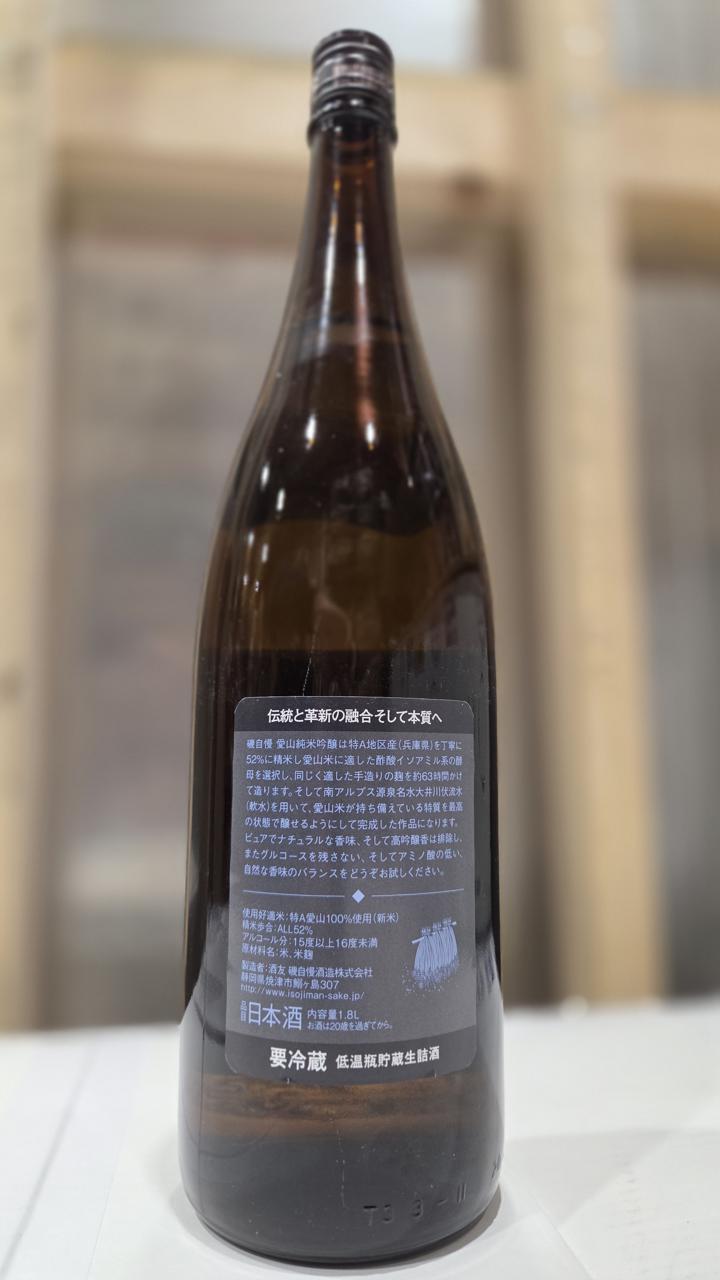 伝統と革新の融合そして本質へ
磯自慢 愛山純米吟醸は特A地区産(兵庫県)を丁寧に
52%に精米し愛山米に適した酢酸イソアミル系の酵
母を選択し、同じく適した手造りの麹を約63時間かけ
て造ります。そして南アルプス源泉名水大井川伏流水
(軟水)を用いて、愛山米が持ち備えている特質を最高
の状態で醸せるようにして完成した作品になります。
ピュアでナチュラルな香味、そして高吟醸香は排除し、
またグルコースを残さない、そしてアミノ酸の低い、
自然な香味のバランスをどうぞお試しください。
使用好適米:特A愛山100%使用(新米)
精米歩合:ALL52%
アルコール分:15度以上16度未満
原材料名:米、米麹
製造者:酒友 磯自慢酒造株式会社
静岡県焼津市鰯ヶ島307
http://www.isojiman-sake.jp/
品目 日本酒 内容量1.8L
お酒は20歳を過ぎてから。
要冷蔵 低温瓶貯蔵生詰酒
TS 3-11